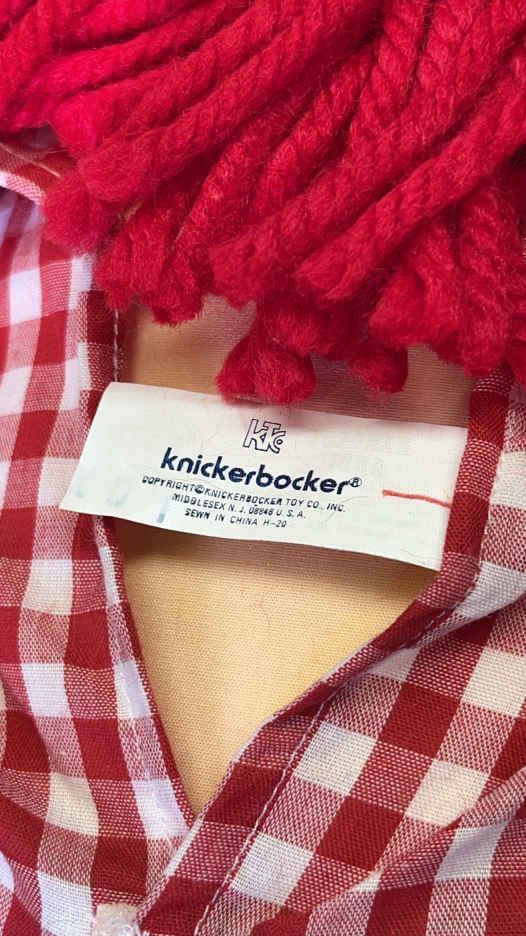 KTC
knickerbocker®
COPYRIGHT©KNICKERBOCKER TOY CO., INC.
MIDDLESEX N.J. 08846 U.S.A.
SEWN IN CHINA H-20